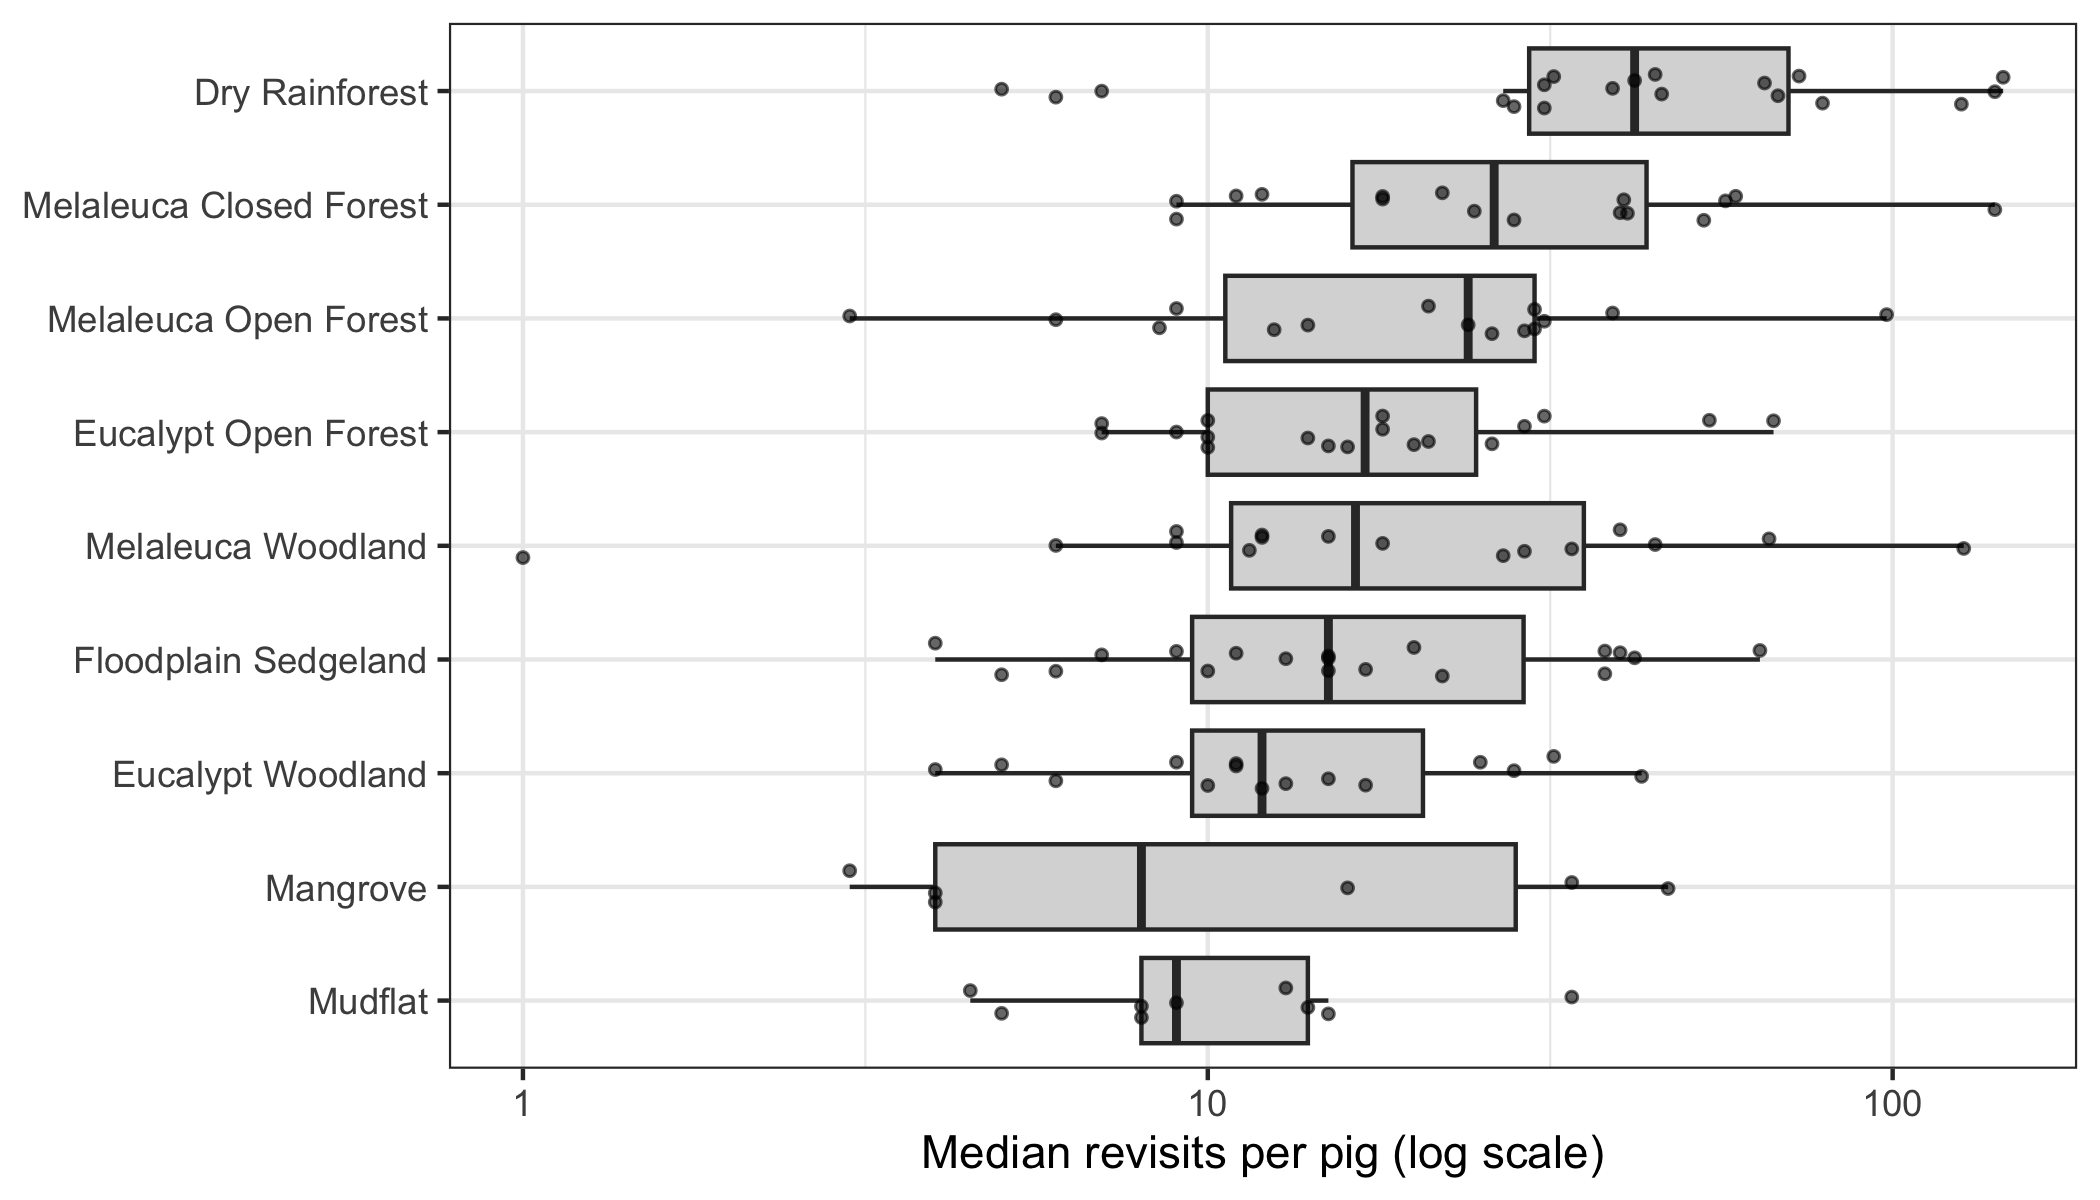 Dry Rainforest
Melaleuca Closed Forest
Melaleuca Open Forest
Eucalypt Open Forest
Melaleuca Woodland
Floodplain Sedgeland
Eucalypt Woodland
Mangrove
Mudflat
1 10 100
Median revisits per pig (log scale)